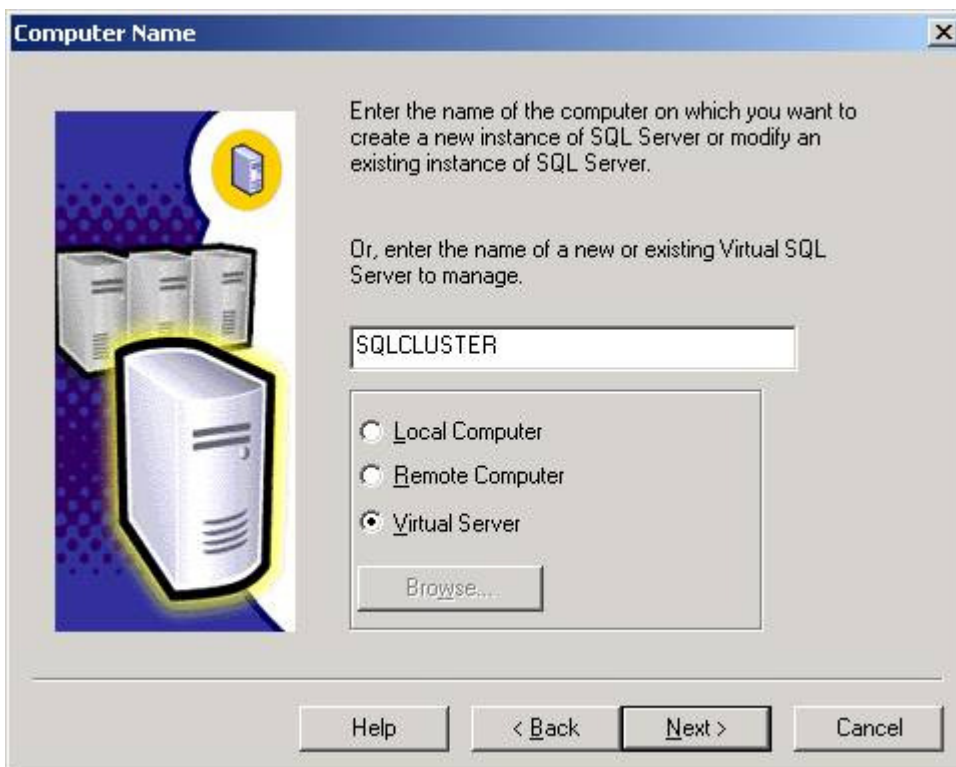 Computer Name
Enter the name of the computer on which you want to
create a new instance of SQL Server or modify an
existing instance of SQL Server.
Or, enter the name of a new or existing Virtual SQL
Server to manage.
SQLCLUSTER
Local Computer
Remote Computer
Virtual Server
Browse...
Help
< Back
Next >
Cancel